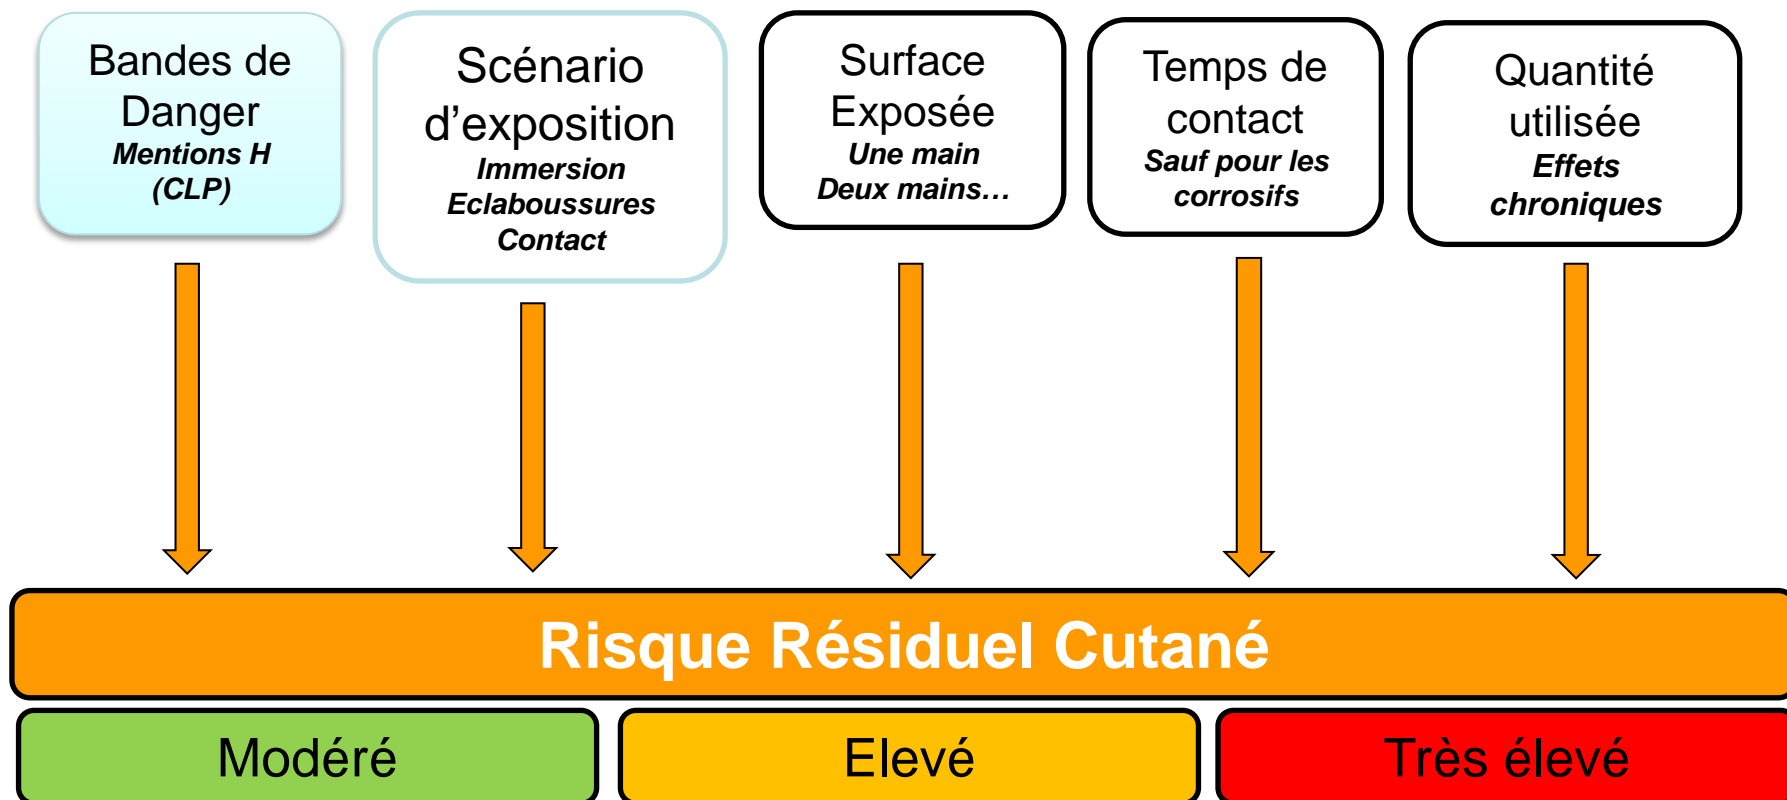 Bandes de
Danger
Mentions H
(CLP)
Scénario
d’exposition
Immersion
Eclaboussures
Contact
Surface
Exposée
Une main
Deux mains…
Temps de
contact
Sauf pour les
corrosifs
Quantité
utilisée
Effets
chroniques
Risque Résiduel Cutané
Modéré
Elevé
Très élevé